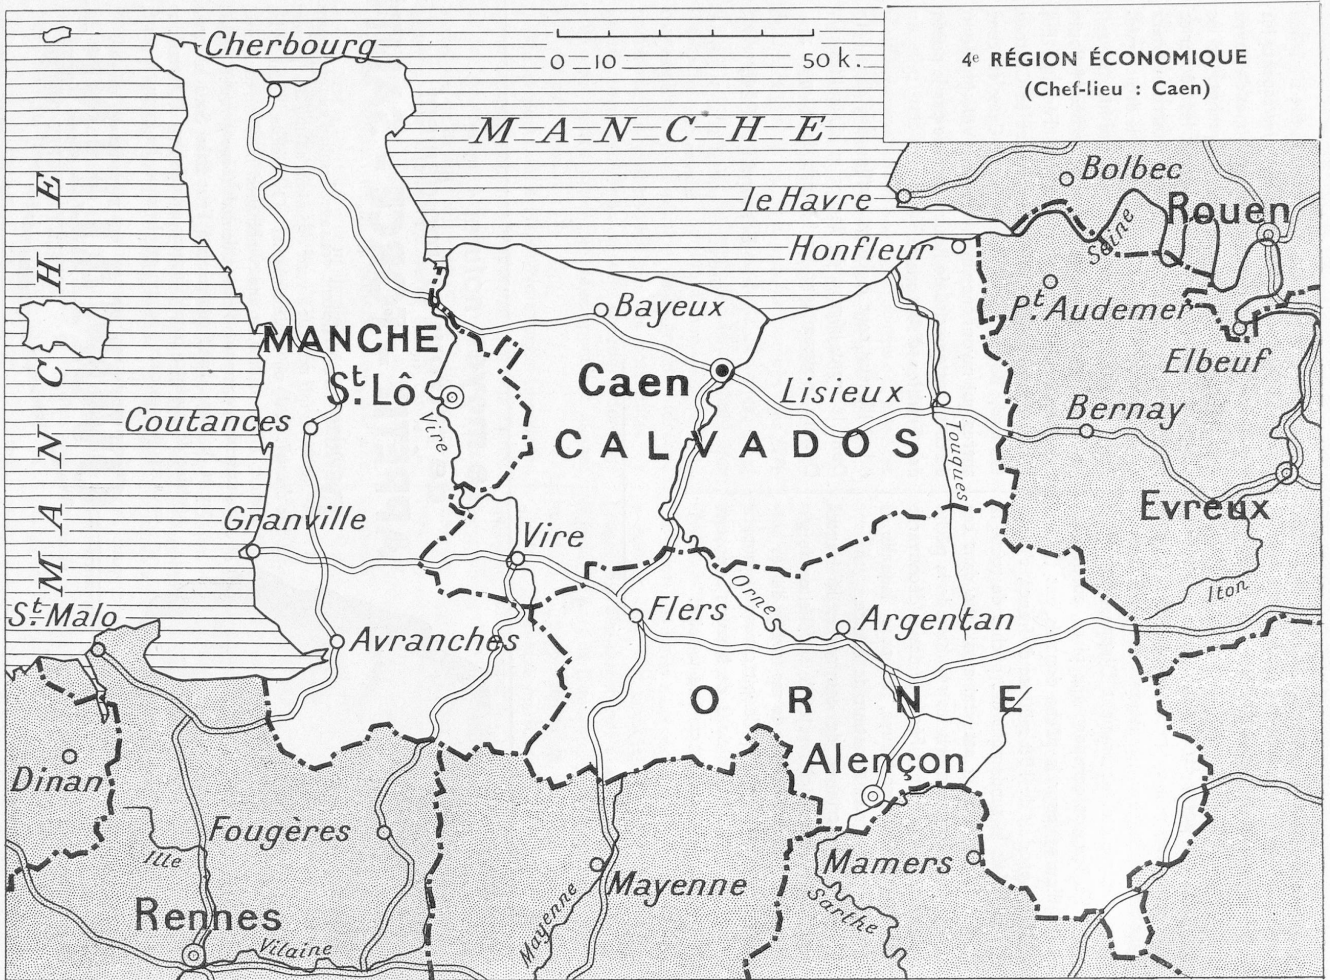 4e RÉGION ÉCONOMIQUE
(Chef-lieu : Caen)
Cherbourg
0 10 50 k.
MANCHE
Bolbec
le Havre
Rouen
Seine
Honfleur
MANCHE
Pt. Audemer
Bayeux
MANCHE
Elbeuf
Caen
Lisieux
St. Lô
Bernay
Coutances
Vire
CALVADOS
Touques
Evreux
Granville
Vire
Orne
Iton
St. Malo
Flers
Argentan
Avranches
ORNE
Alençon
Dinan
Fougères
Ille
Mamers
Mayenne
Sarthe
Rennes
Mayenne
Vilaine